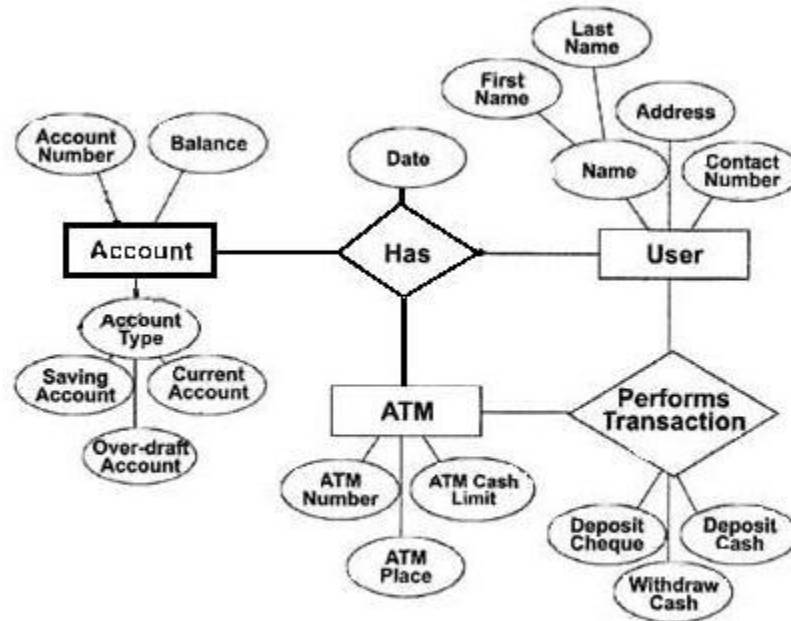 Last
Name
First
Name
Address
Account
Number
Balance
Date
Name
Contact
Number
Account
Has
User
Account
Type
Saving
Account
Current
Account
Over-draft
Account
ATM
Performs
Transaction
ATM
Number
ATM Cash
Limit
ATM
Place
Deposit
Cheque
Deposit
Cash
Withdraw
Cash